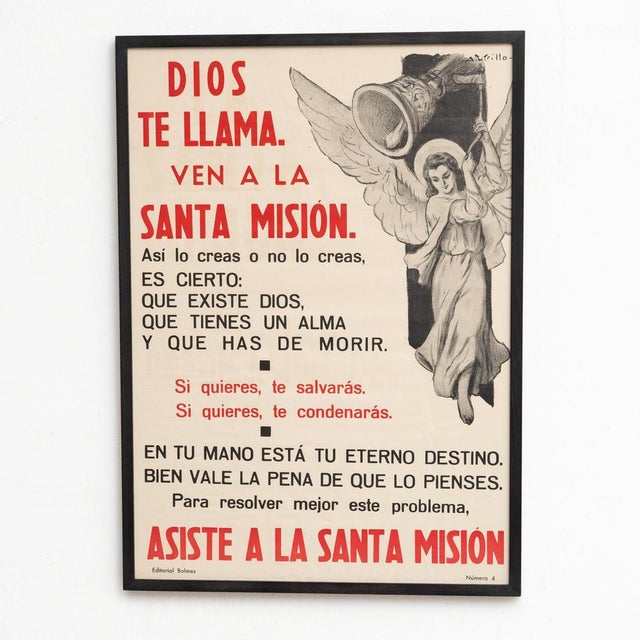 DIOS
TE LLAMA.
VEN A LA
SANTA MISIÓN.
Así lo creas o no lo creas,
ES CIERTO:
QUE EXISTE DIOS,
QUE TIENES UN ALMA
Y QUE HAS DE MORIR.
Si quieres, te salvarás.
Si quieres, te condenarás.
EN TU MANO ESTÁ TU ETERNO DESTINO.
BIEN VALE LA PENA DE QUE LO PIENSES.
Para resolver mejor este problema,
ASISTE A LA SANTA MISIÓN
Editorial Balmes
Número 4